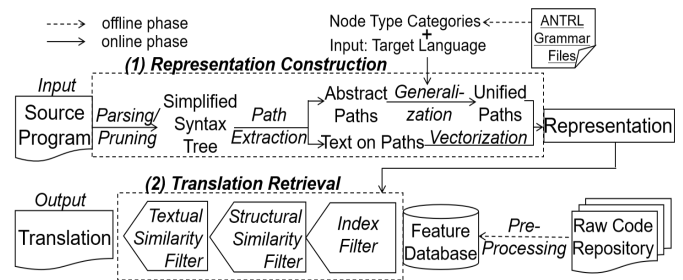 offline phase
online phase
Node Type Categories
+
Input: Target Language
ANTRL
Grammar
Files
(1) Representation Construction
Input
Source
Program
Parsing/
Pruning
Simplified
Syntax
Tree
Path
Extraction
Abstract
Paths
Generali-
zation
Unified
Paths
Text on Paths
Vectorization
Representation
(2) Translation Retrieval
Output
Translation
Textual
Similarity
Filter
Structural
Similarity
Filter
Index
Filter
Feature
Database
Pre-
Processing
Raw Code
Repository